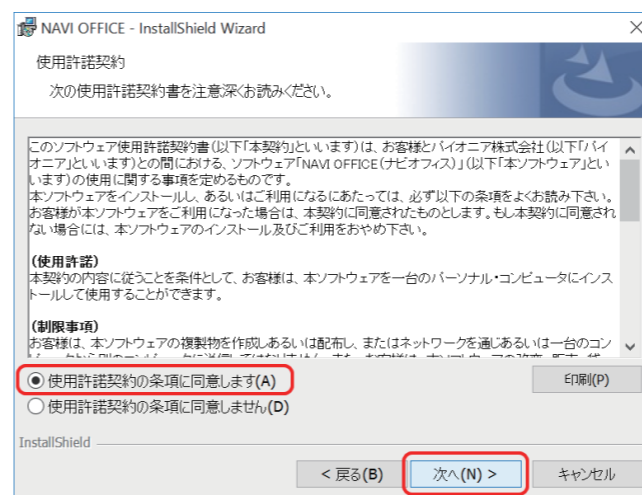 NAVI OFFICE - InstallShield Wizard
使用許諾契約
次の使用許諾契約書を注意深くお読みください。
このソフトウェア使用許諾契約書(以下「本契約」といいます)は、お客様とパイオニア株式会社(以下「パイ
オニア」といいます)との間における、ソフトウェア「NAVI OFFICE(ナビオフィス)」(以下「本ソフトウェア」とい
います)の使用に関する事項を定めるものです。
本ソフトウェアをインストールし、あるいはご利用になるにあたっては、必ず以下の条項をよくお読み下さい。
お客様が本ソフトウェアをご利用になった場合は、本契約に同意されたものとします。もし本契約に同意され
ない場合には、本ソフトウェアのインストール及びご利用をおやめ下さい。
(使用許諾)
本契約の内容に従うことを条件として、お客様は、本ソフトウェアを一台のパーソナル・コンピュータにインス
トールして使用することができます。
(制限事項)
お客様は、本ソフトウェアの複製物を作成しあるいは配布し、またはネットワークを通じあるいは一台のコン
使用許諾契約の条項に同意します(A)
印刷(P)
使用許諾契約の条項に同意しません(D)
InstallShield
< 戻る(B)
次へ(N) >
キャンセル